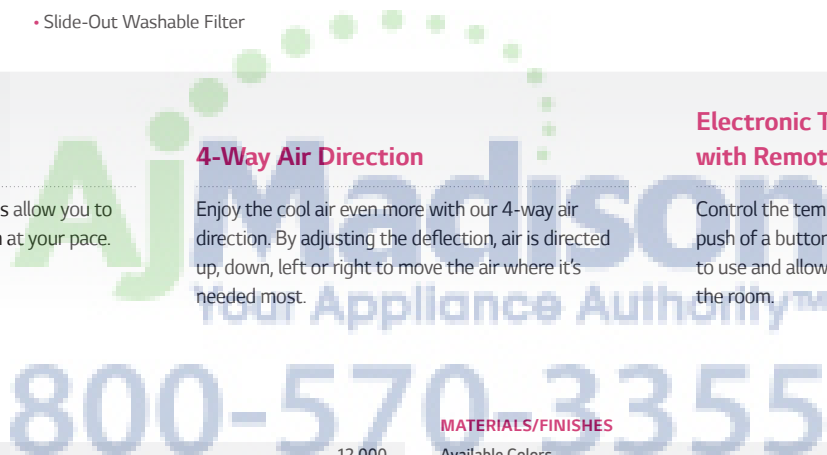 • Slide-Out Washable Filter
s allow you to
at your pace.
4-Way Air Direction
Enjoy the cool air even more with our 4-way air
direction. By adjusting the deflection, air is directed
up, down, left or right to move the air where it's
needed most.
Electronic T
with Remot
Control the tem
push of a button
to use and allow
the room.
AjMadison
Your Appliance Authority™
800-570-3355
12,000
MATERIALS/FINISHES
Available Colors